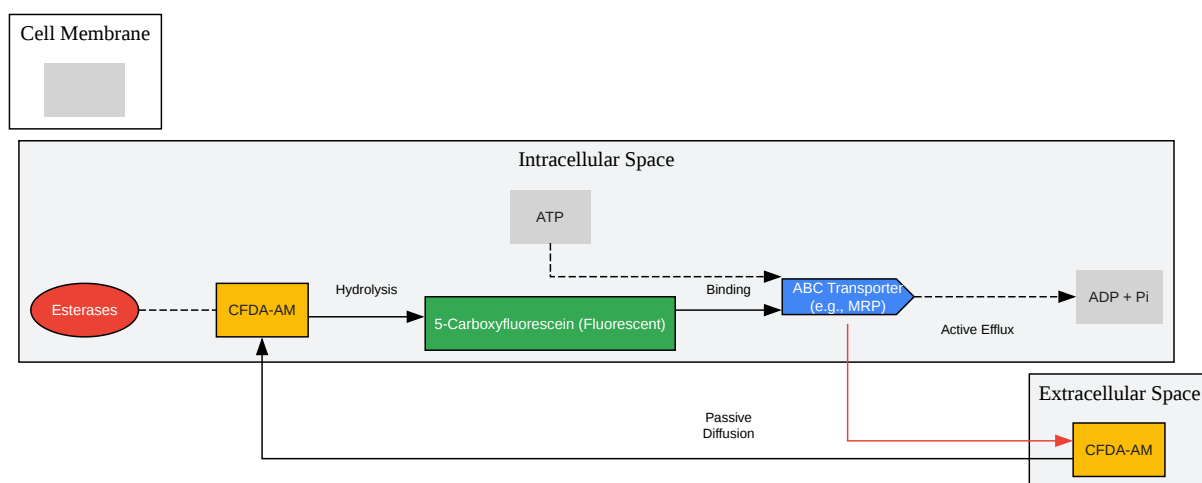 Cell Membrane
Intracellular Space
ATP
Esterases
CFDA-AM
Hydrolysis
5-Carboxyfluorescein (Fluorescent)
Binding
ABC Transporter
(e.g., MRP)
ADP + Pi
Active Efflux
Extracellular Space
Passive
Diffusion
CFDA-AM